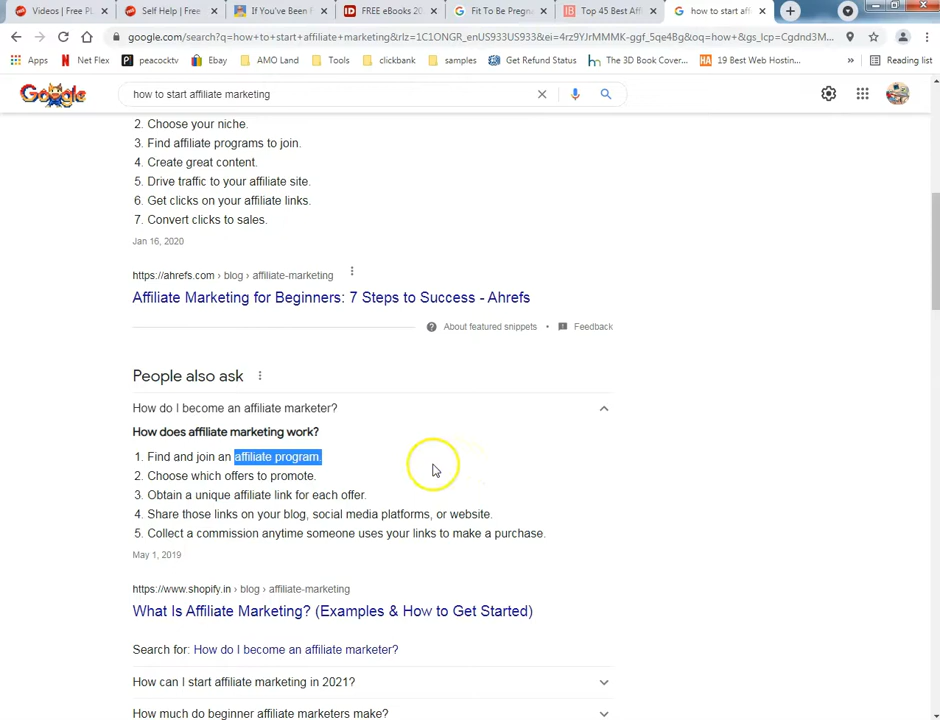 Videos | Free Pl
Self Help | Free
If You've Been F
FREE eBooks 20
Fit To Be Pregna
Top 45 Best Affi
how to start aff
google.com/search?q=how+to+start+affiliate+marketing&rlz=1C1ONGR_enUS933US933&ei=4rz9YJrMMMK-ggf_5qe4Bg&oq=how+&gs_lcp=Cgdnd3M...
Apps
Net Flex
peacocktv
Ebay
AMO Land
Tools
clickbank
samples
Get Refund Status
The 3D Book Cover...
19 Best Web Hostin...
»
Reading list
Google
how to start affiliate marketing
2. Choose your niche.
3. Find affiliate programs to join.
4. Create great content.
5. Drive traffic to your affiliate site.
6. Get clicks on your affiliate links.
7. Convert clicks to sales.
Jan 16, 2020
https://ahrefs.com › blog › affiliate-marketing
Affiliate Marketing for Beginners: 7 Steps to Success - Ahrefs
About featured snippets • Feedback
People also ask
How do I become an affiliate marketer?
How does affiliate marketing work?
1. Find and join an affiliate program.
2. Choose which offers to promote.
3. Obtain a unique affiliate link for each offer.
4. Share those links on your blog, social media platforms, or website.
5. Collect a commission anytime someone uses your links to make a purchase.
May 1, 2019
https://www.shopify.in › blog › affiliate-marketing
What Is Affiliate Marketing? (Examples & How to Get Started)
Search for: How do I become an affiliate marketer?
How can I start affiliate marketing in 2021?
How much do beginner affiliate marketers make?